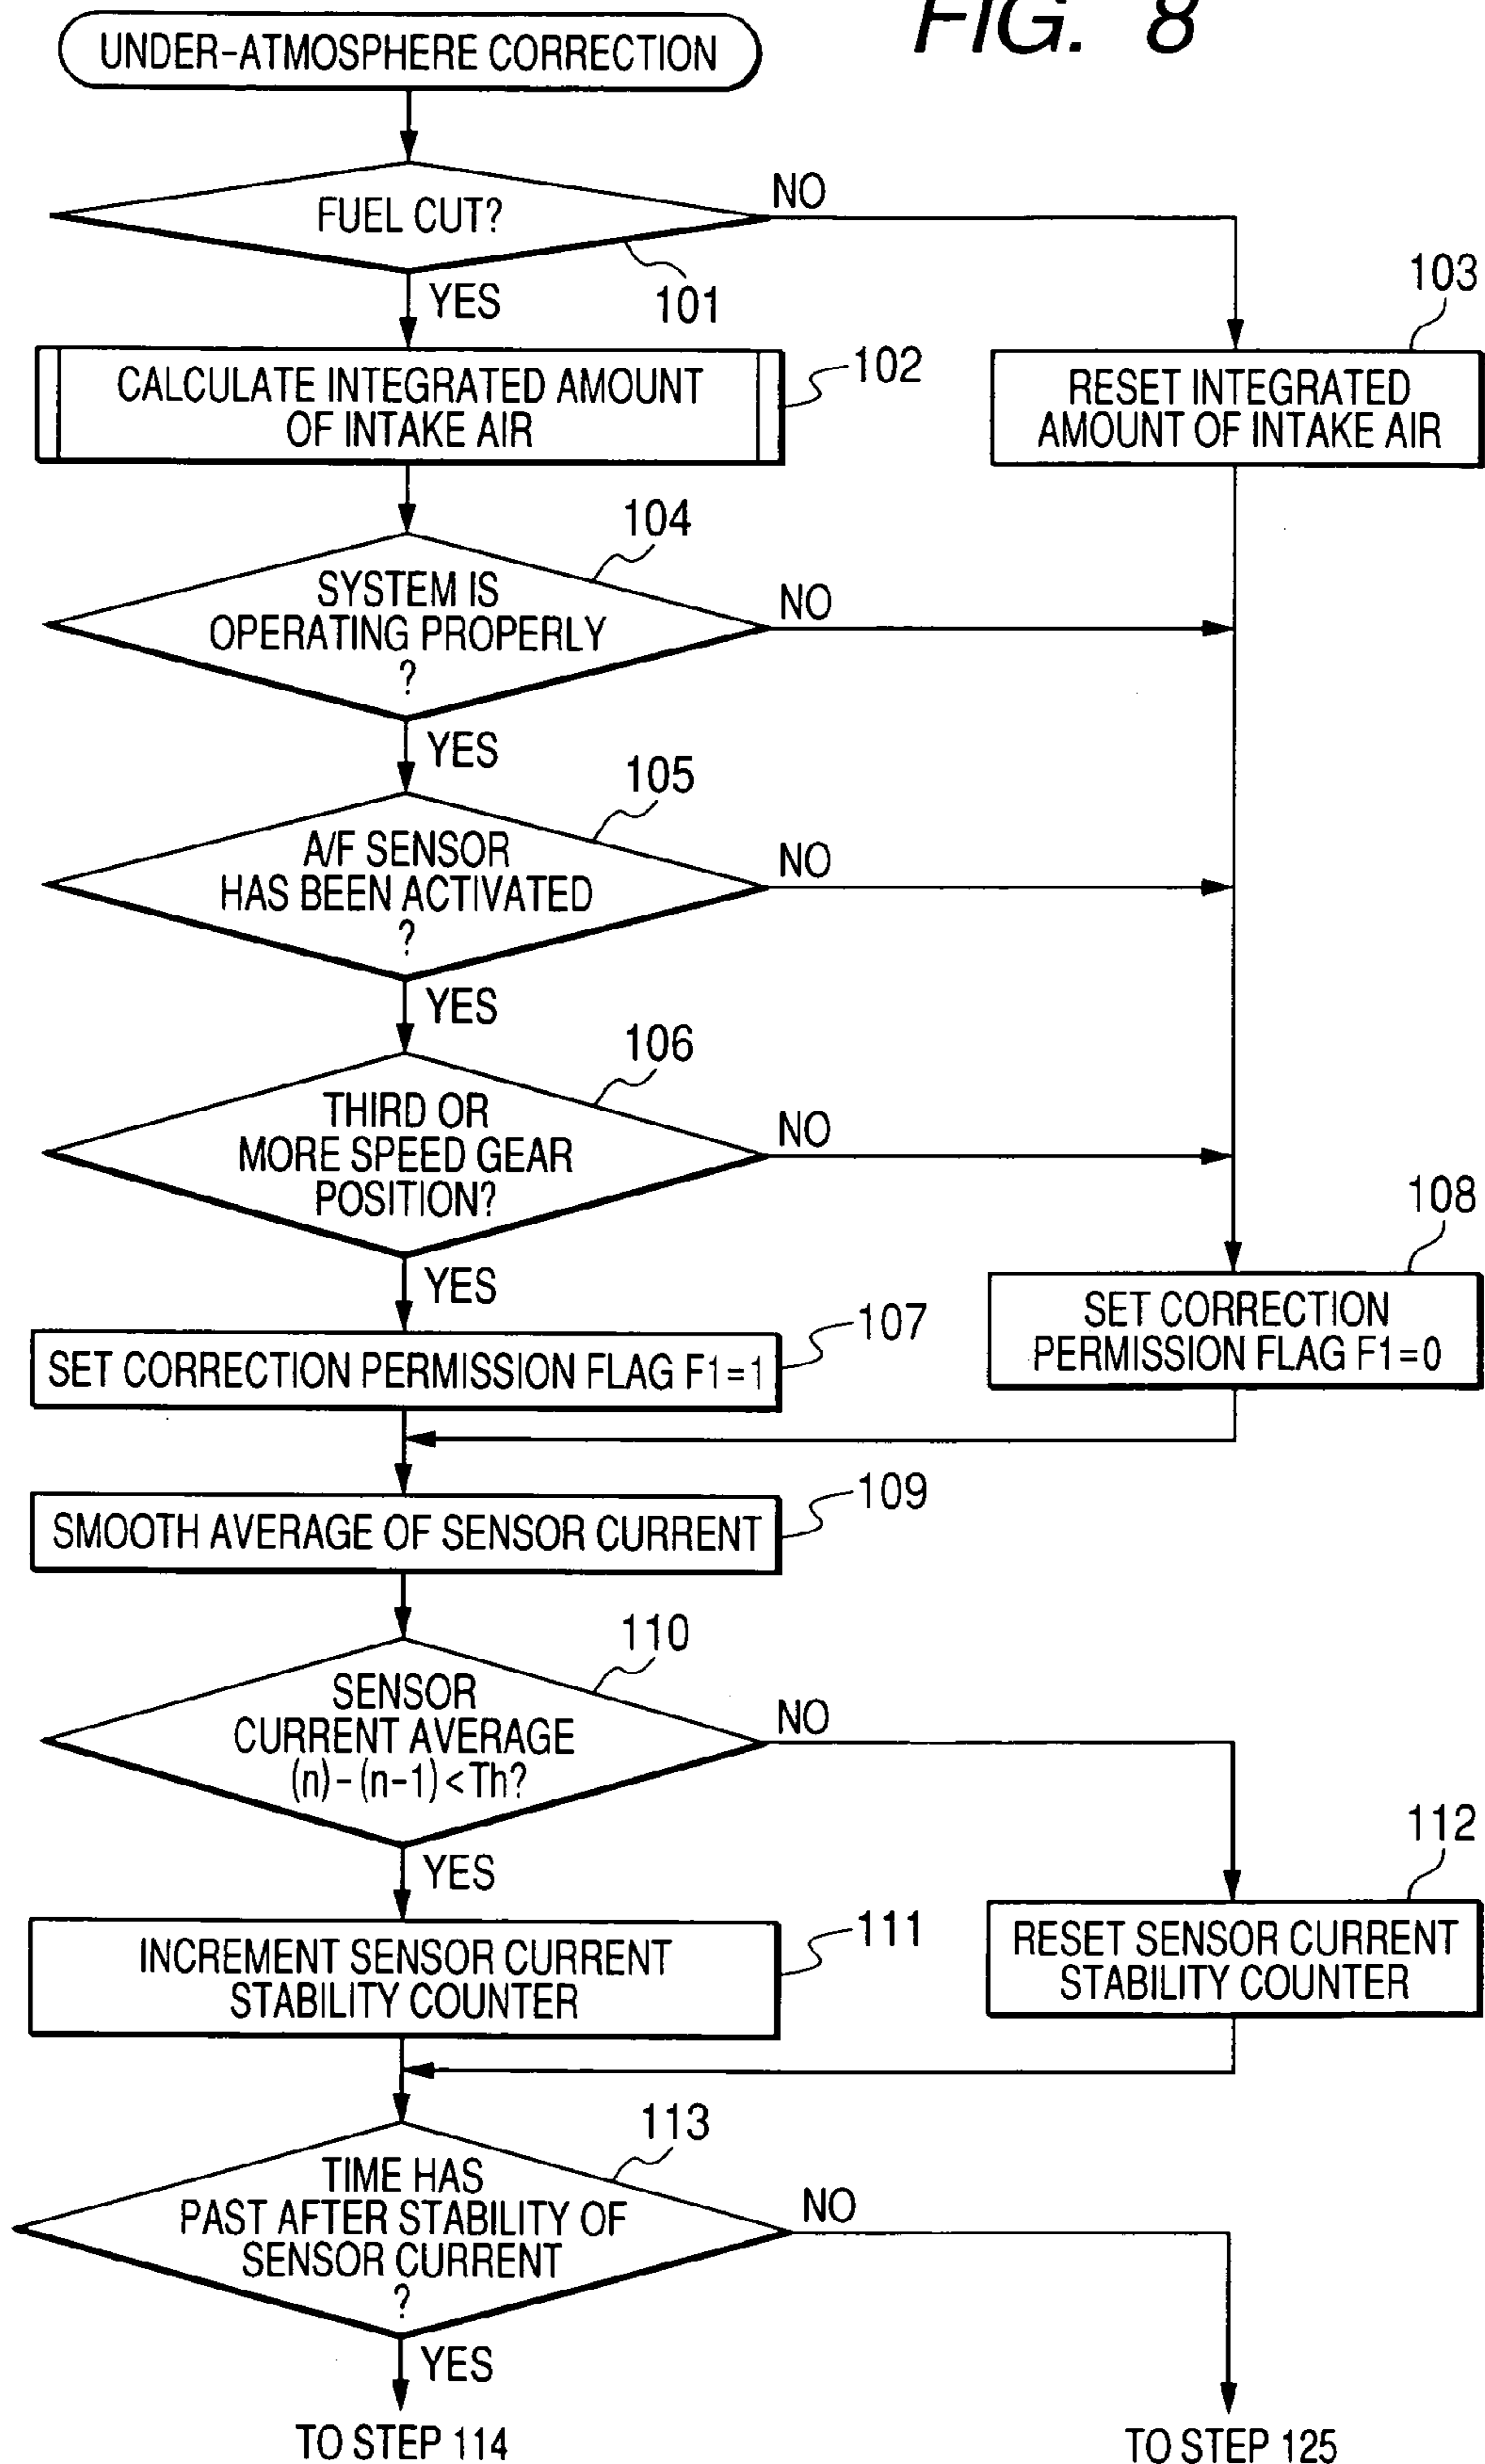 FIG. 8
UNDER-ATMOSPHERE CORRECTION
FUEL CUT?
NO
101
YES
103
CALCULATE INTEGRATED AMOUNT
OF INTAKE AIR
102
RESET INTEGRATED
AMOUNT OF INTAKE AIR
104
SYSTEM IS
OPERATING PROPERLY
?
NO
YES
105
A/F SENSOR
HAS BEEN ACTIVATED
?
NO
YES
106
THIRD OR
MORE SPEED GEAR
POSITION?
NO
YES
108
SET CORRECTION
PERMISSION FLAG F1=0
107
SET CORRECTION PERMISSION FLAG F1=1
109
SMOOTH AVERAGE OF SENSOR CURRENT
110
SENSOR
CURRENT AVERAGE
(n)-(n-1)<Th?
NO
YES
112
INCREMENT SENSOR CURRENT
STABILITY COUNTER
111
RESET SENSOR CURRENT
STABILITY COUNTER
113
TIME HAS
PAST AFTER STABILITY OF
SENSOR CURRENT
?
NO
YES
TO STEP 114
TO STEP 125